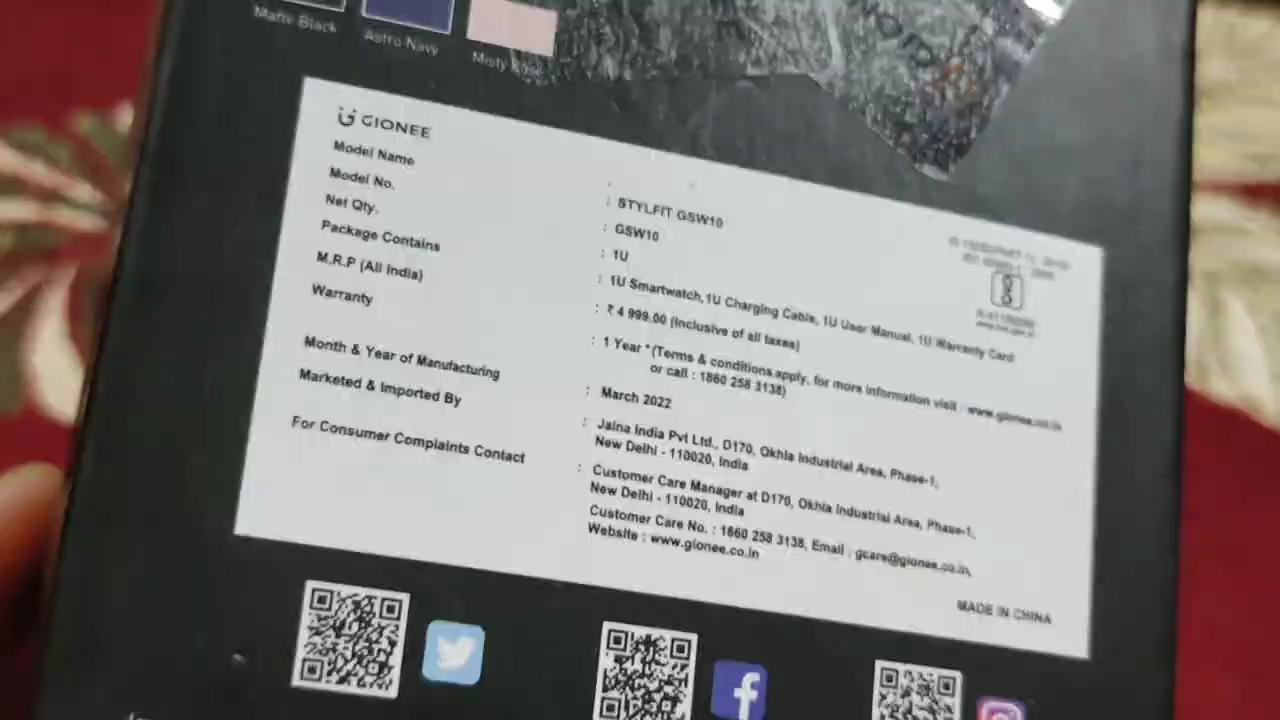 Matte Black
Astro Navy
Misty
GIONEE
Model Name : STYLFIT GSW10
Model No. : GSW10
Net Qty. : 1U
Package Contains : 1U Smartwatch, 1U Charging Cable, 1U User Manual, 1U Warranty Card
M.R.P (All India) : ₹ 4 999.00 (Inclusive of all taxes)
Warranty : 1 Year *(Terms & conditions apply, for more information visit : www.gionee.co.in
or call : 1860 258 3138)
Month & Year of Manufacturing : March 2022
Marketed & Imported By : Jaina India Pvt Ltd., D170, Okhla Industrial Area, Phase-1,
New Delhi - 110020, India
For Consumer Complaints Contact : Customer Care Manager at D170, Okhla Industrial Area, Phase-1,
New Delhi - 110020, India
Customer Care No. : 1860 258 3138, Email : gcare@gionee.co.in,
Website : www.gionee.co.in
MADE IN CHINA